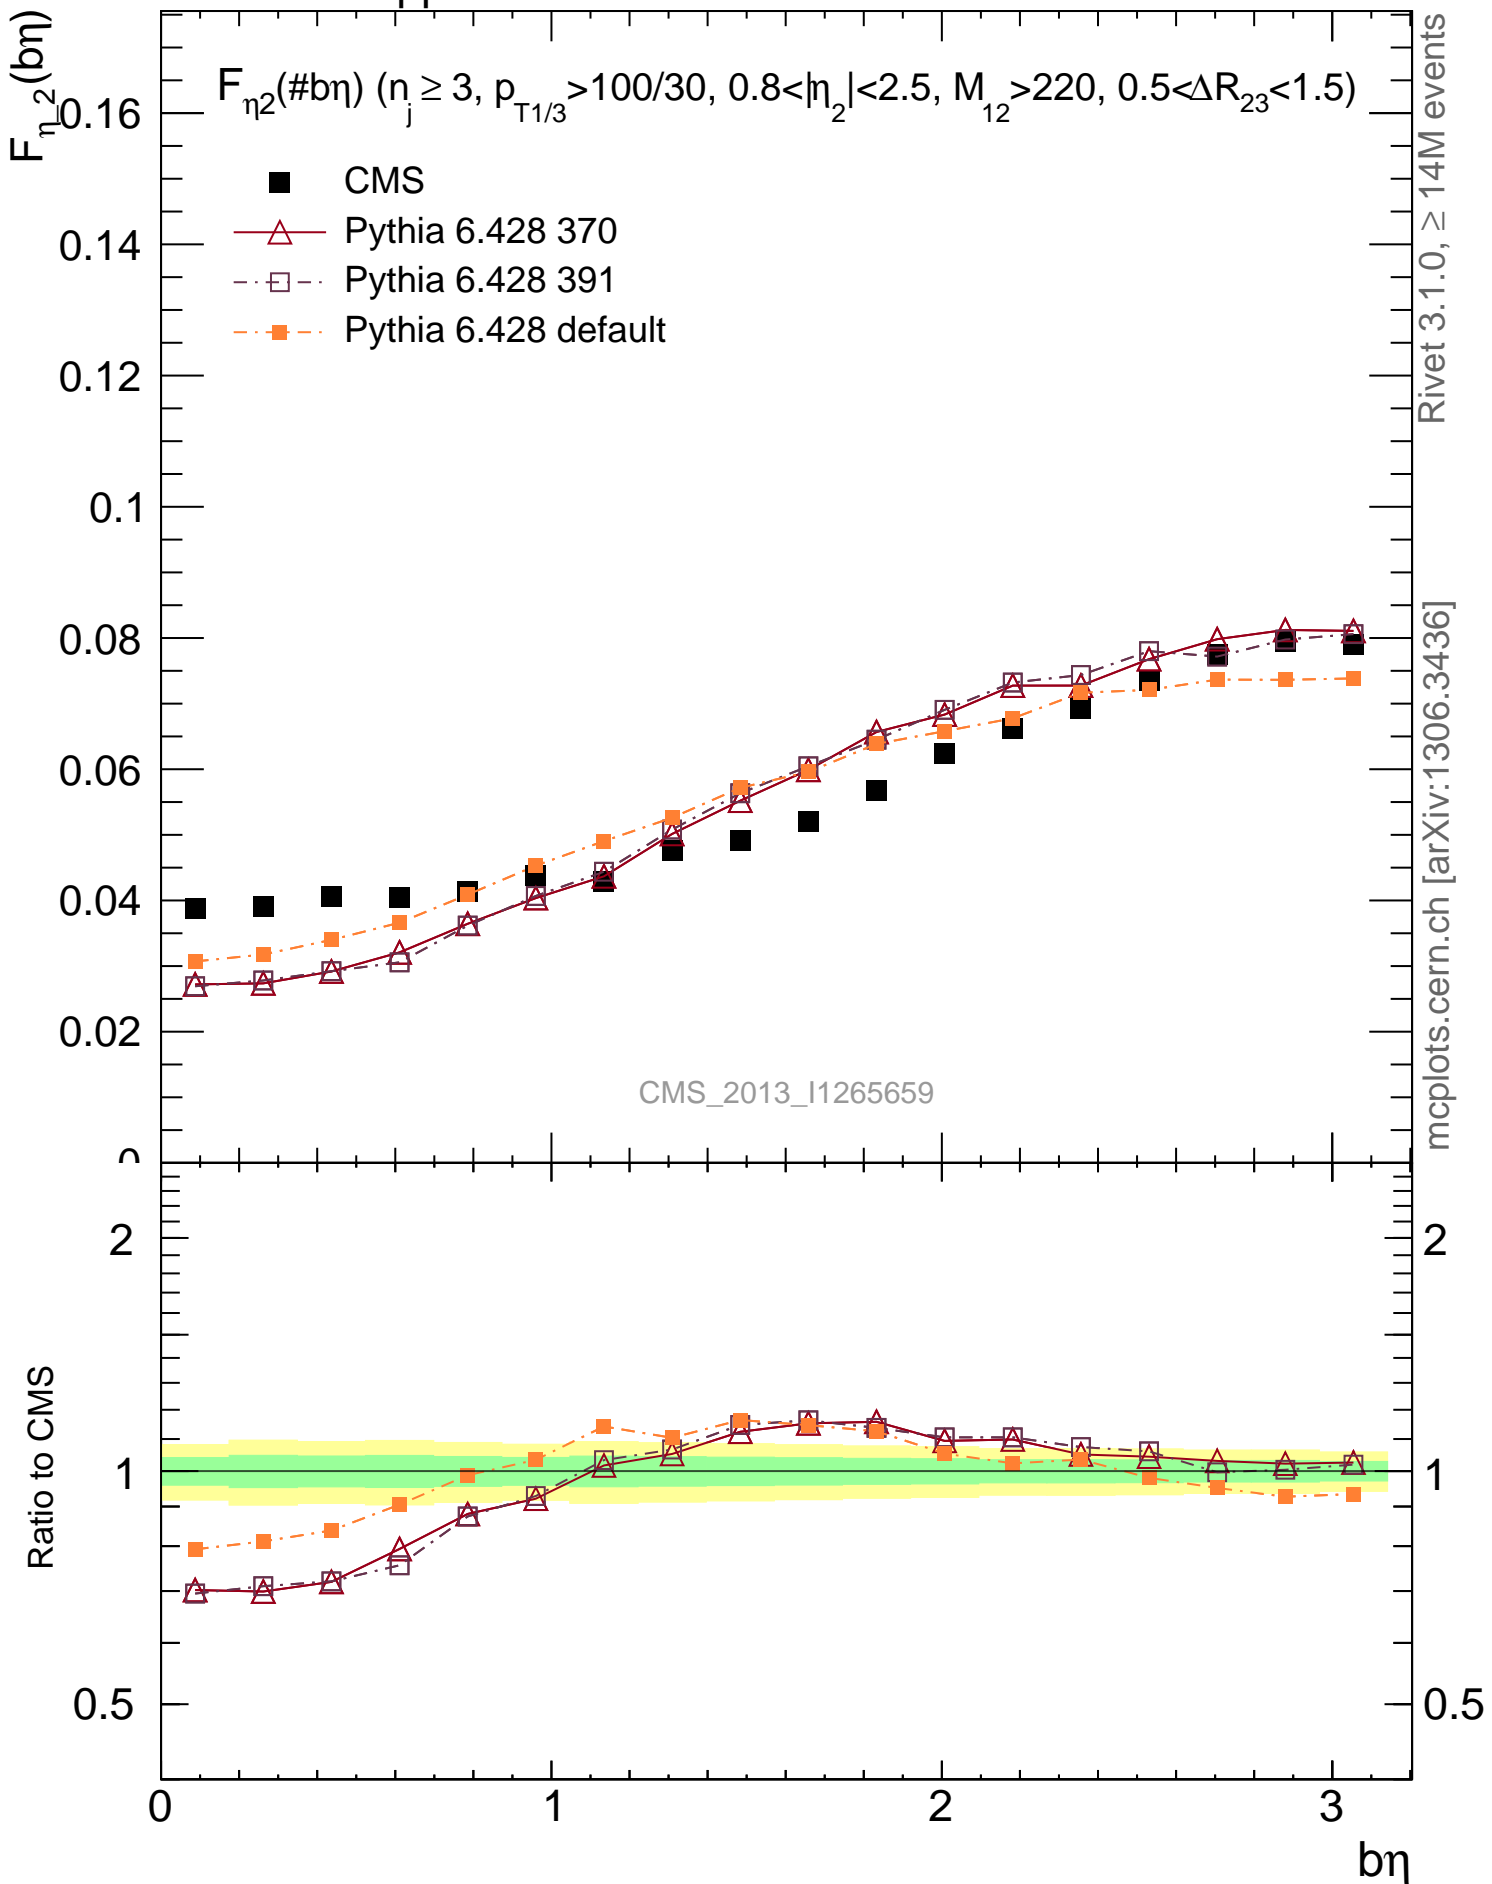 F_η_2(bη)
F_η2(#bη) (n_j ≥ 3, p_T1/3>100/30, 0.8<|η_2|<2.5, M_12>220, 0.5<ΔR_23<1.5)
CMS
Pythia 6.428 370
Pythia 6.428 391
Pythia 6.428 default
0.16
0.14
0.12
0.1
0.08
0.06
0.04
0.02
0
CMS_2013_I1265659
Rivet 3.1.0, ≥ 14M events
mcplots.cern.ch [arXiv:1306.3436]
Ratio to CMS
2
1
0.5
2
1
0.5
0 1 2 3
bη